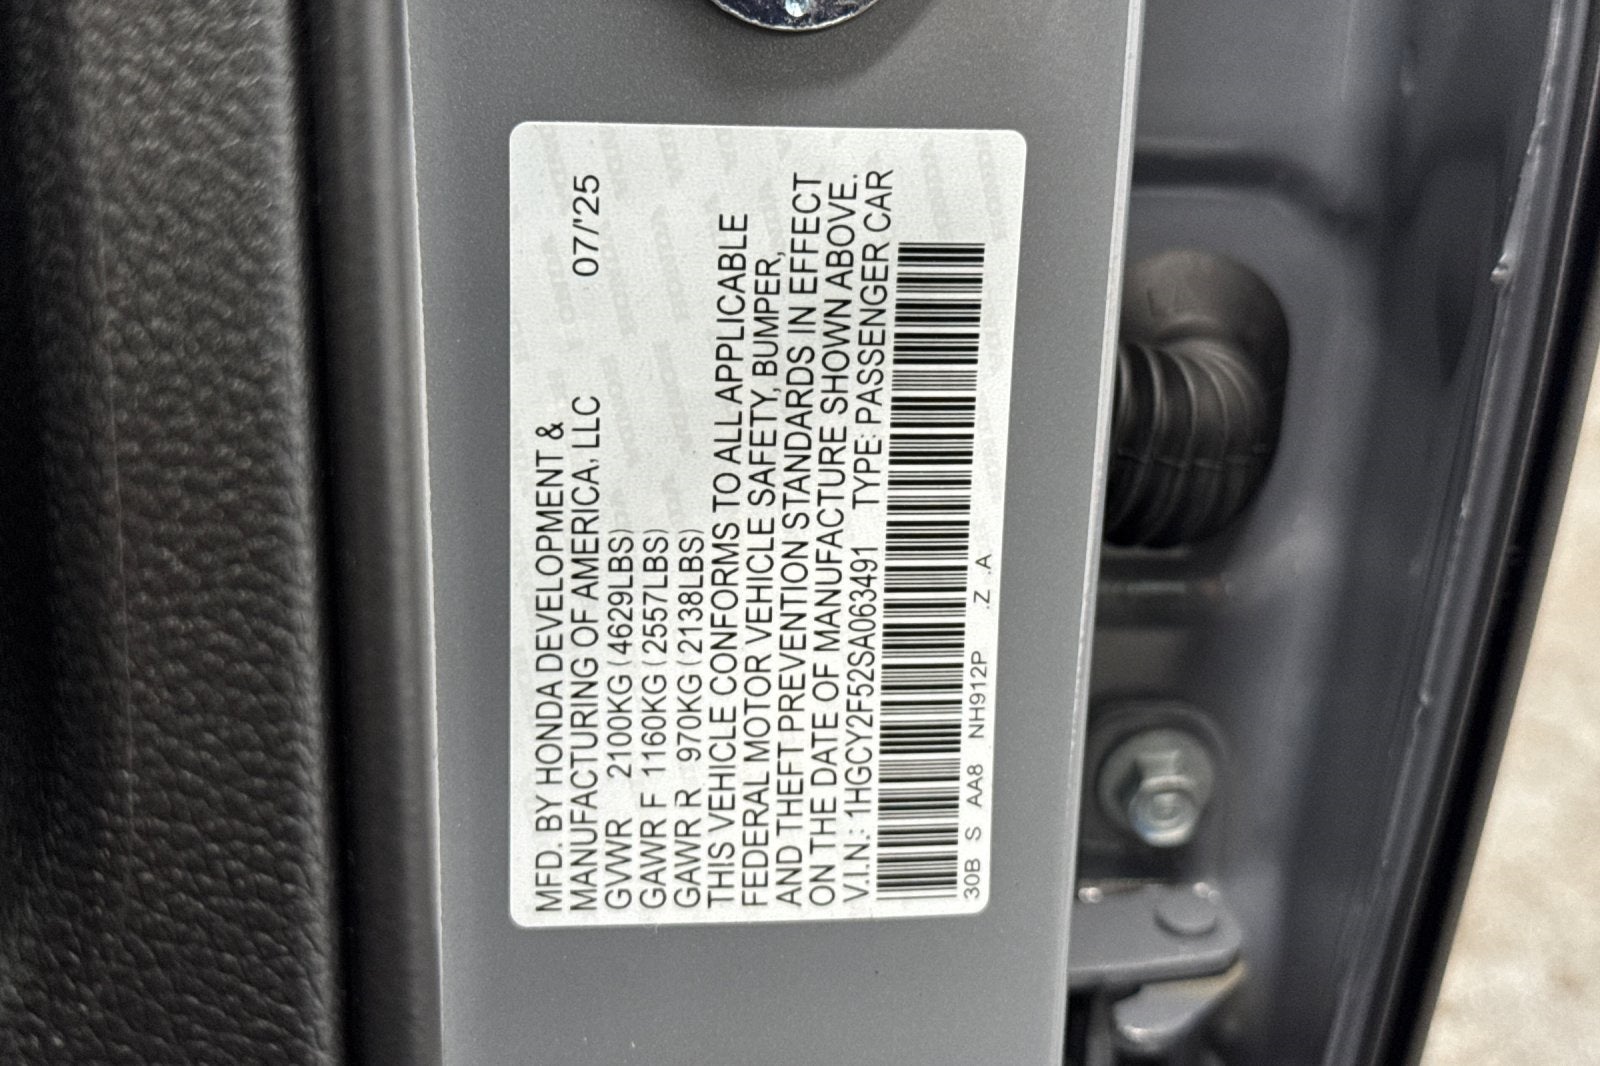 MFD. BY HONDA DEVELOPMENT &
MANUFACTURING OF AMERICA, LLC 07/'25
GVWR 2100KG (4629LBS)
GAWR F 1160KG (2557LBS)
GAWR R 970KG (2138LBS)
THIS VEHICLE CONFORMS TO ALL APPLICABLE
FEDERAL MOTOR VEHICLE SAFETY, BUMPER,
AND THEFT PREVENTION STANDARDS IN EFFECT
ON THE DATE OF MANUFACTURE SHOWN ABOVE.
V.I.N.: 1HGCY2F52SA063491 TYPE: PASSENGER CAR
30B S AA8 NH912P .Z .A